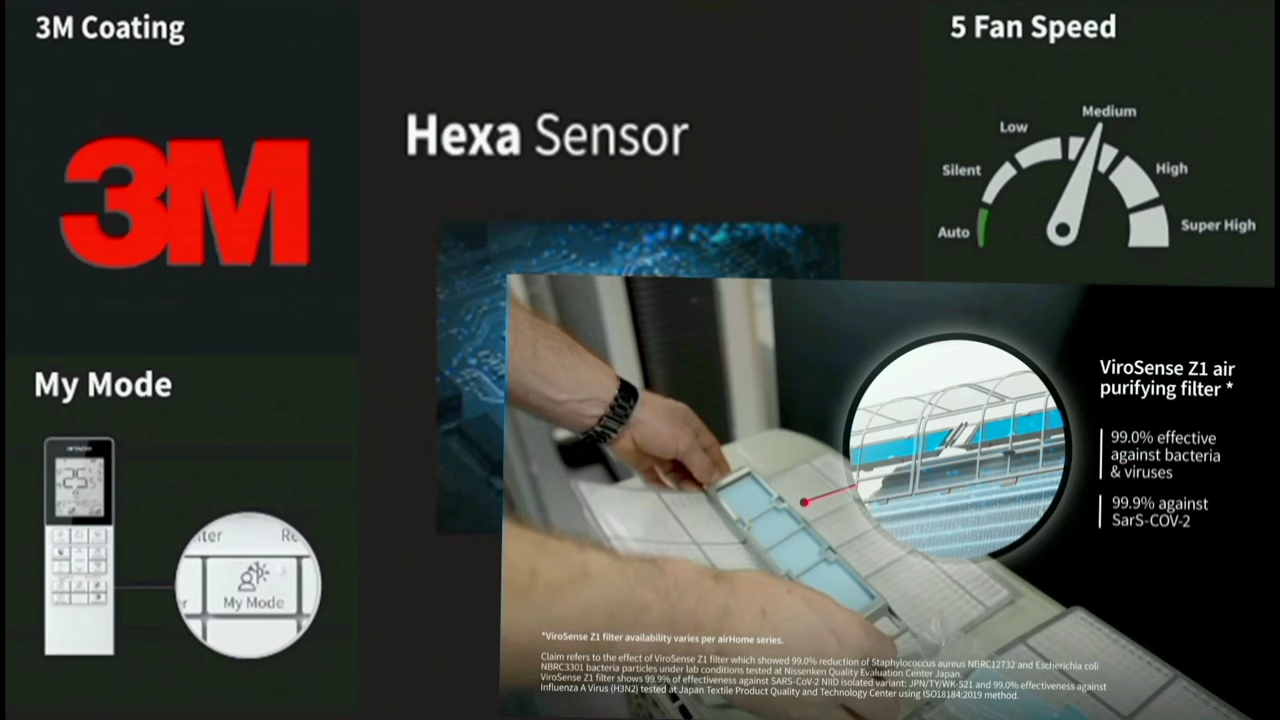 3M Coating
3M
Hexa Sensor
5 Fan Speed
Medium
Low
High
Silent
Super High
Auto
My Mode
HITACHI
25
My Mode
ViroSense Z1 air
purifying filter *
99.0% effective
against bacteria
& viruses
99.9% against
SarS-COV-2
*ViroSense Z1 filter availability varies per airHome series.
Claim refers to the effect of ViroSense Z1 filter which showed 99.0% reduction of Staphylococcus aureus NBRC12732 and Escherichia coli
NBRC3301 bacteria particles under lab conditions tested at Nissenken Quality Evaluation Center Japan.
ViroSense Z1 filter shows 99.9% of effectiveness against SARS-CoV-2 NIID isolated variant: JPN/TY/WK-521 and 99.0% effectiveness against
Influenza A Virus (H3N2) tested at Japan Textile Product Quality and Technology Center using ISO18184:2019 method.